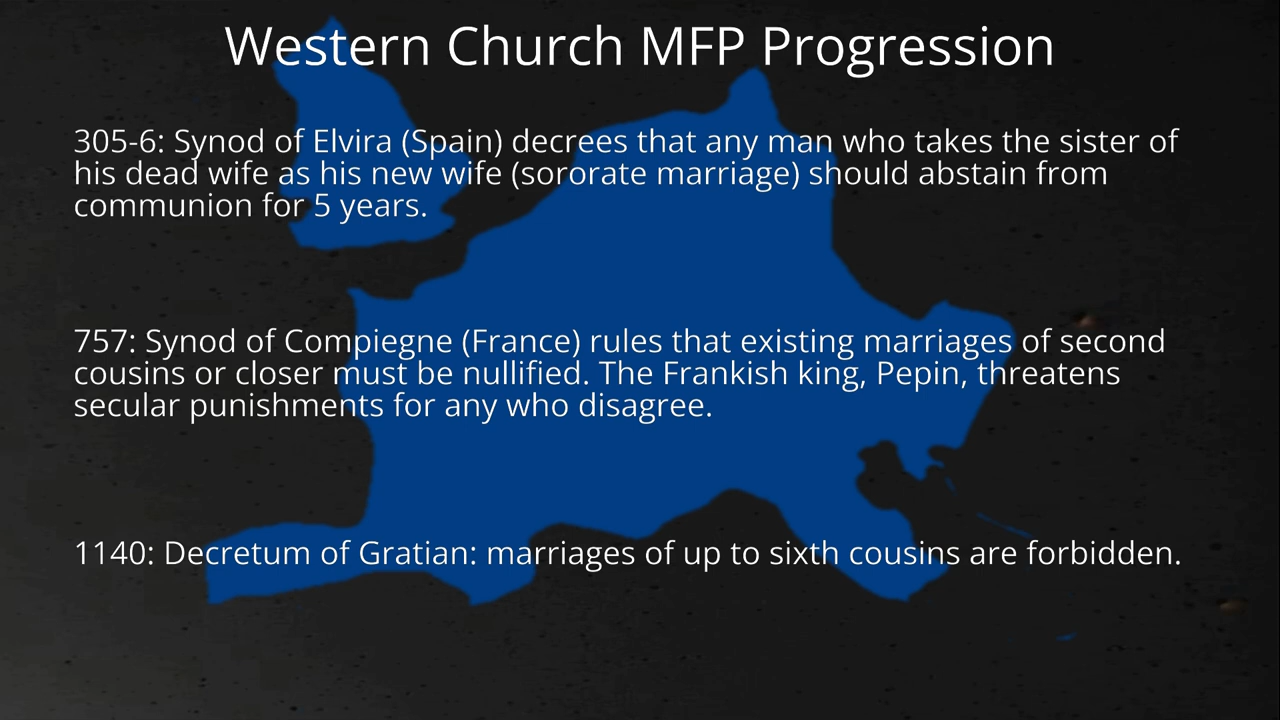 Western Church MFP Progression
305-6: Synod of Elvira (Spain) decrees that any man who takes the sister of
his dead wife as his new wife (sororate marriage) should abstain from
communion for 5 years.
757: Synod of Compiegne (France) rules that existing marriages of second
cousins or closer must be nullified. The Frankish king, Pepin, threatens
secular punishments for any who disagree.
1140: Decretum of Gratian: marriages of up to sixth cousins are forbidden.